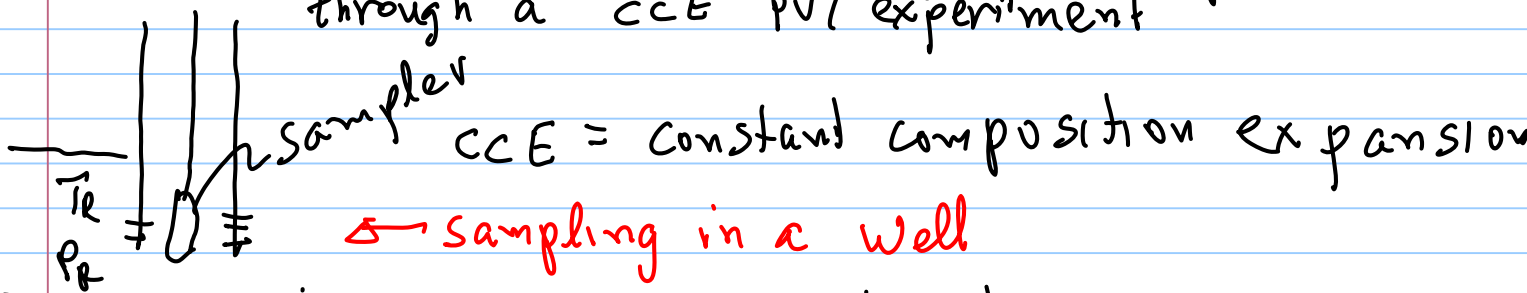 through a CCE PVT experiment
sampler
CCE = constant composition expansion
TR
PR
← sampling in a well